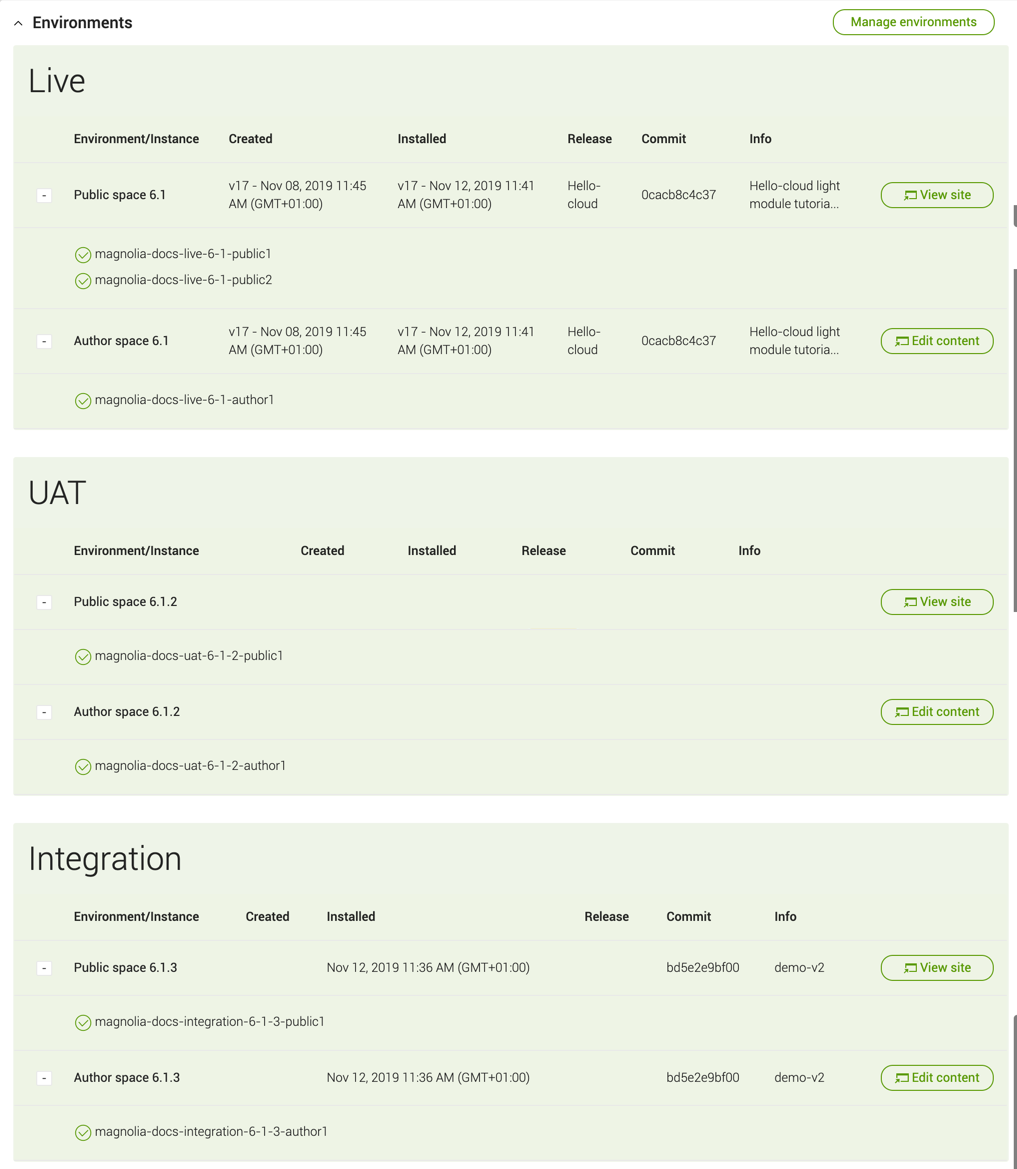 Environments
Manage environments
Live
Environment/Instance Created Installed Release Commit Info
- Public space 6.1 v17 - Nov 08, 2019 11:45 AM (GMT+01:00) v17 - Nov 12, 2019 11:41 AM (GMT+01:00) Hello-cloud 0cacb8c4c37 Hello-cloud light module tutoria... View site
magnolia-docs-live-6-1-public1
magnolia-docs-live-6-1-public2
- Author space 6.1 v17 - Nov 08, 2019 11:45 AM (GMT+01:00) v17 - Nov 12, 2019 11:41 AM (GMT+01:00) Hello-cloud 0cacb8c4c37 Hello-cloud light module tutoria... Edit content
magnolia-docs-live-6-1-author1
UAT
Environment/Instance Created Installed Release Commit Info
- Public space 6.1.2 View site
magnolia-docs-uat-6-1-2-public1
- Author space 6.1.2 Edit content
magnolia-docs-uat-6-1-2-author1
Integration
Environment/Instance Created Installed Release Commit Info
- Public space 6.1.3 Nov 12, 2019 11:36 AM (GMT+01:00) bd5e2e9bf00 demo-v2 View site
magnolia-docs-integration-6-1-3-public1
- Author space 6.1.3 Nov 12, 2019 11:36 AM (GMT+01:00) bd5e2e9bf00 demo-v2 Edit content
magnolia-docs-integration-6-1-3-author1